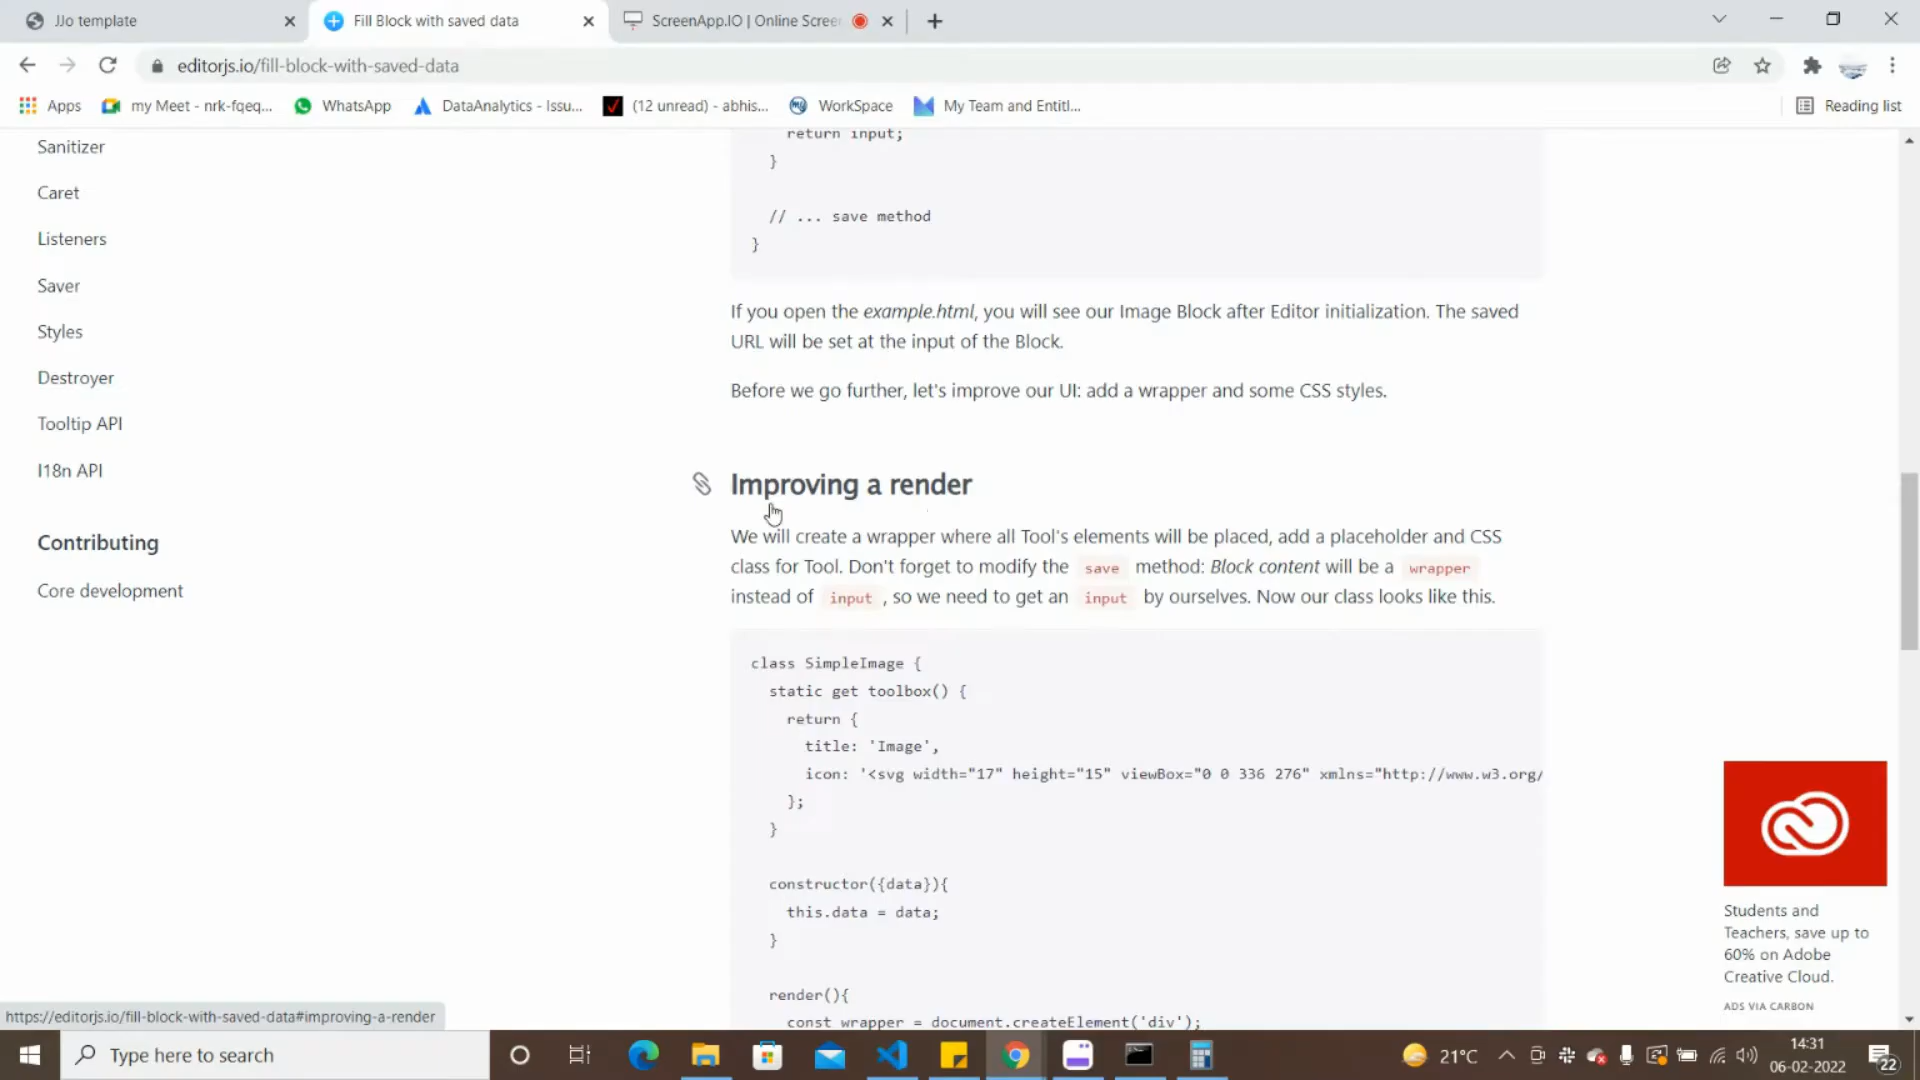 Jlo template
Fill Block with saved data
ScreenApp.IO | Online Scree
editorjs.io/fill-block-with-saved-data
Apps
my Meet - nrk-fqeq...
WhatsApp
DataAnalytics - Issu...
(12 unread) - abhis...
WorkSpace
My Team and Entitl...
Reading list
Sanitizer
Caret
Listeners
Saver
Styles
Destroyer
Tooltip API
I18n API
Contributing
Core development
return input;
}
// ... save method
}
If you open the example.html, you will see our Image Block after Editor initialization. The saved
URL will be set at the input of the Block.
Before we go further, let's improve our UI: add a wrapper and some CSS styles.
Improving a render
We will create a wrapper where all Tool's elements will be placed, add a placeholder and CSS
class for Tool. Don't forget to modify the save method: Block content will be a wrapper
instead of input , so we need to get an input by ourselves. Now our class looks like this.
class SimpleImage {
static get toolbox() {
return {
title: 'Image',
icon: '<svg width="17" height="15" viewBox="0 0 336 276" xmlns="http://www.w3.org/
};
}
constructor({data}){
this.data = data;
}
render(){
const wrapper = document.createElement('div');
Students and
Teachers, save up to
60% on Adobe
Creative Cloud.
ADS VIA CARBON
https://editorjs.io/fill-block-with-saved-data#improving-a-render
Type here to search
21°C
14:31
06-02-2022
22